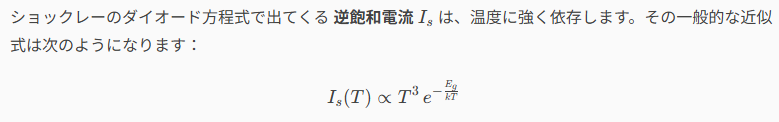 ショックレーのダイオード方程式で出てくる 逆飽和電流 I_s は、温度に強く依存します。その一般的な近似
式は次のようになります：
I_s(T) ∝ T^3 e^{-\frac{E_g}{kT}}